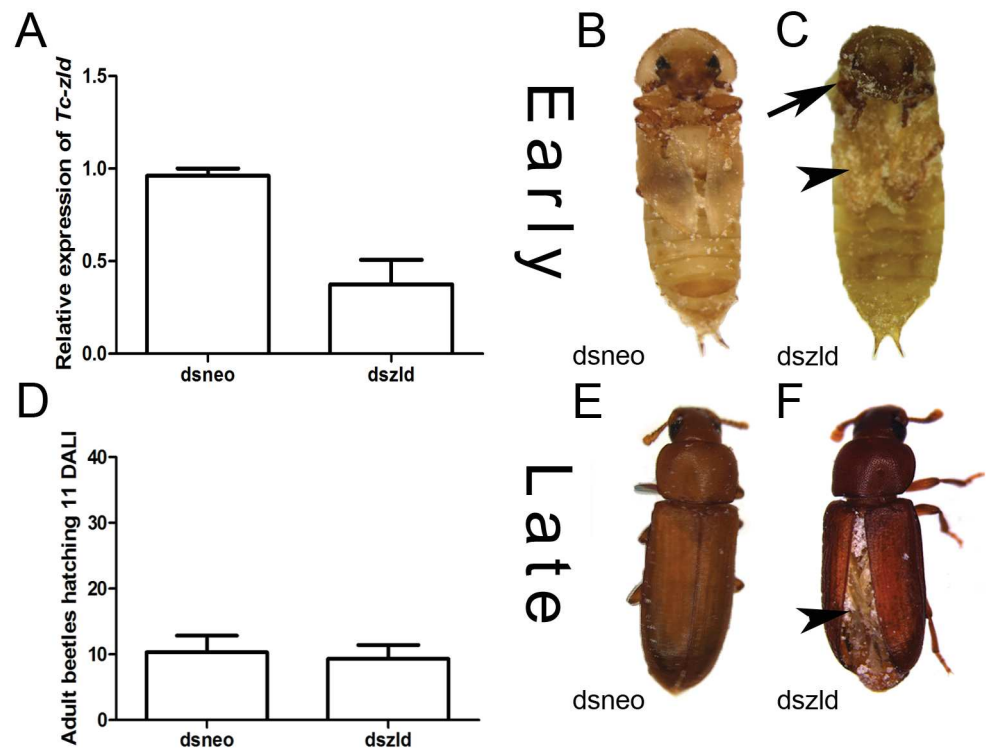 A
Relative expression of Tc-zld
1.5
1.0
0.5
0.0
dsneo
dszld
Early
B
dsneo
C
dszld
D
Adult beetles hatching 11 DALI
40
30
20
10
0
dsneo
dszld
Late
E
dsneo
F
dszld